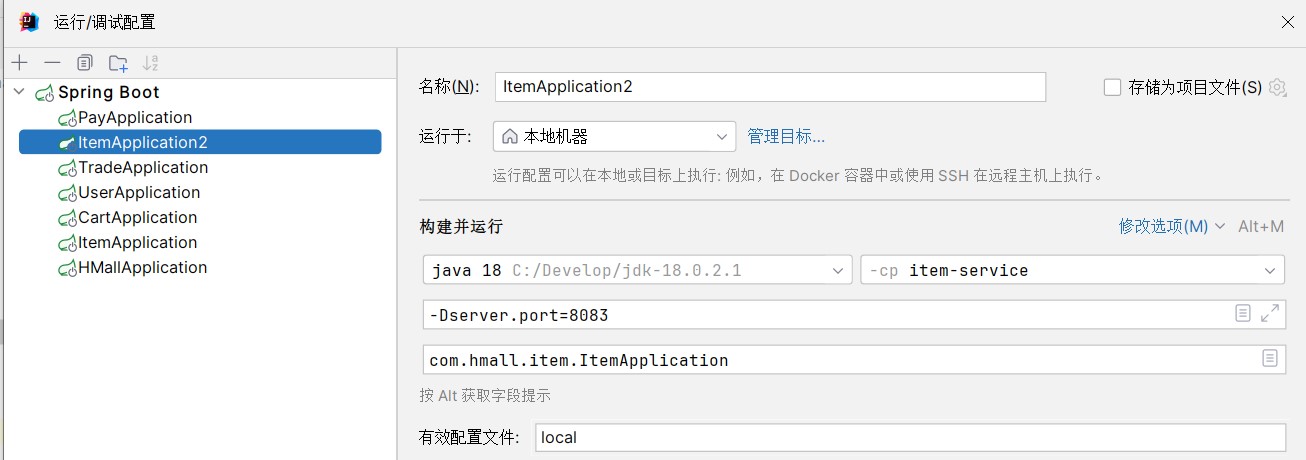 运行/调试配置
Spring Boot
PayApplication
ItemApplication2
TradeApplication
UserApplication
CartApplication
ItemApplication
HMallApplication
名称(N): ItemApplication2 存储为项目文件(S)
运行于: 本地机器 管理目标...
运行配置可以在本地或目标上执行: 例如，在 Docker 容器中或使用 SSH 在远程主机上执行。
构建并运行 修改选项(M) Alt+M
java 18 C:/Develop/jdk-18.0.2.1 -cp item-service
-Dserver.port=8083
com.hmall.item.ItemApplication
按 Alt 获取字段提示
有效配置文件: local